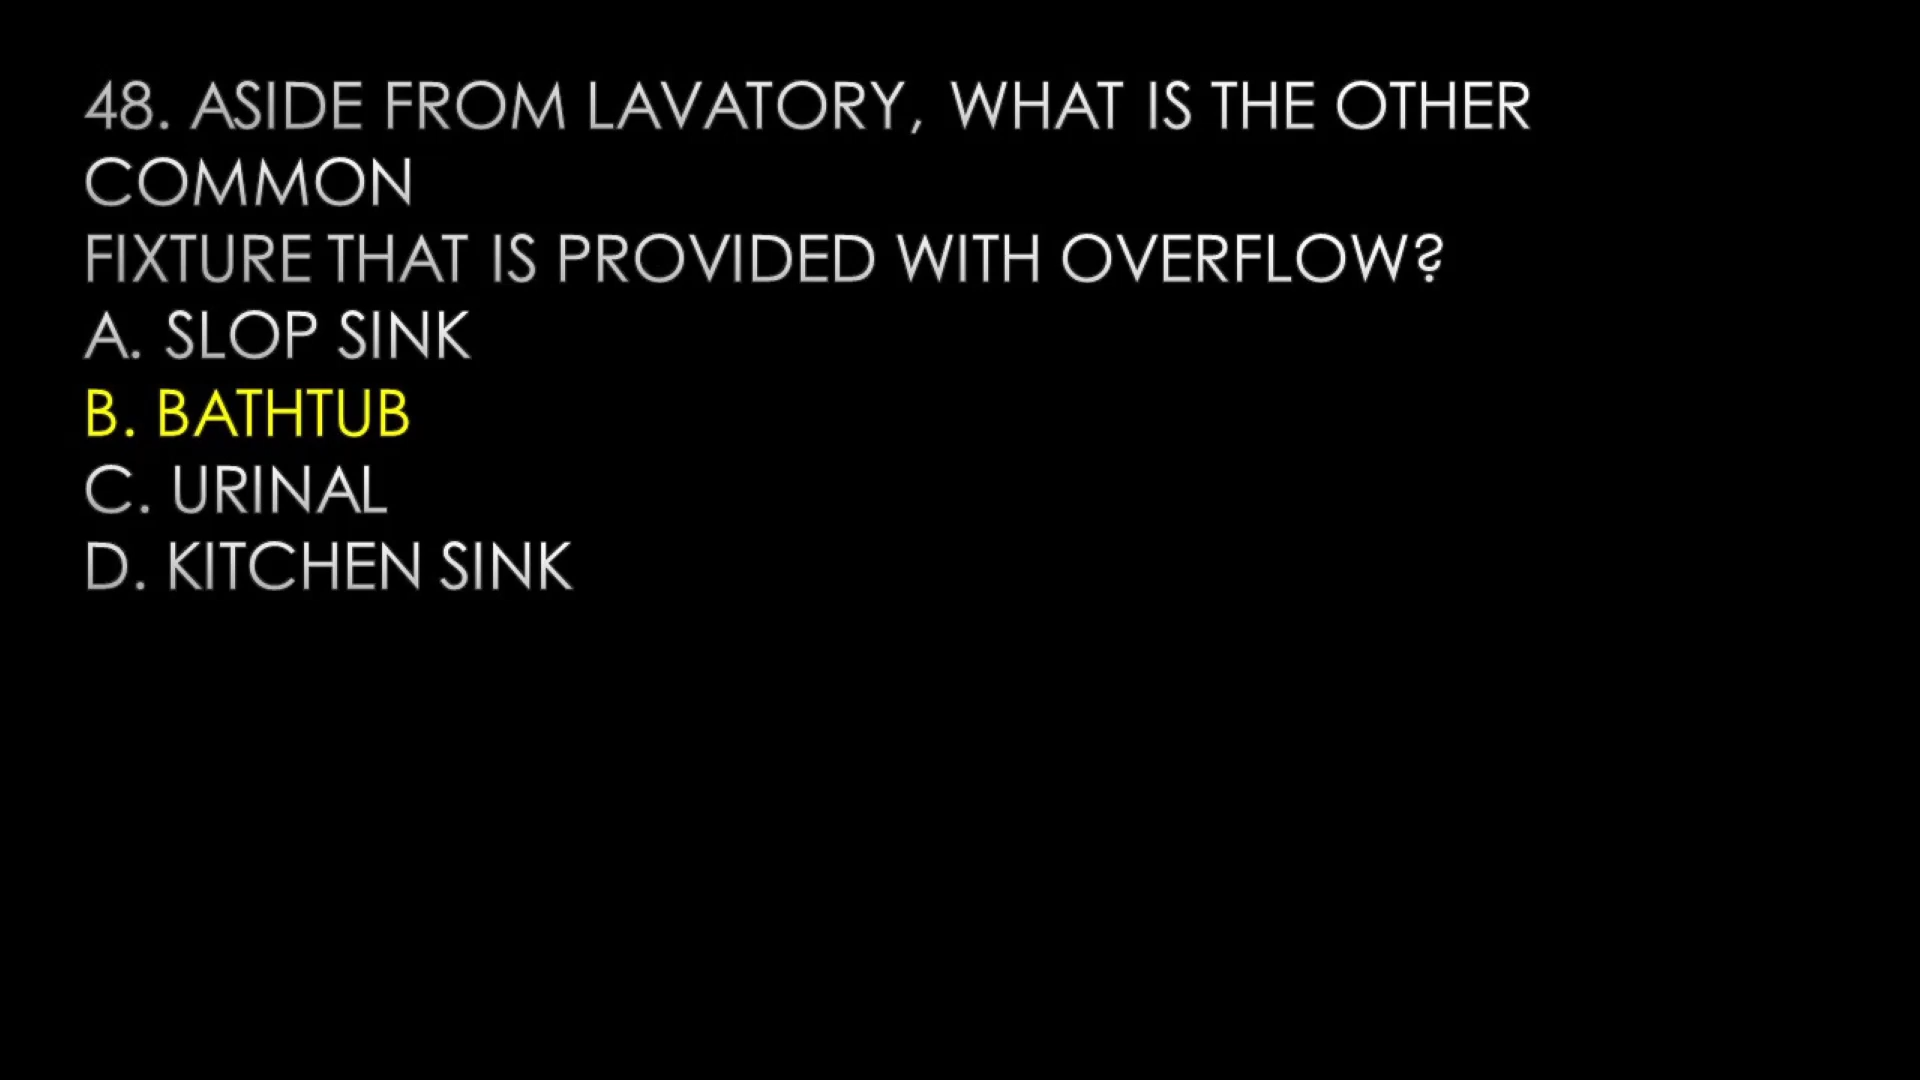 48. ASIDE FROM LAVATORY, WHAT IS THE OTHER
COMMON
FIXTURE THAT IS PROVIDED WITH OVERFLOW?
A. SLOP SINK
B. BATHTUB
C. URINAL
D. KITCHEN SINK